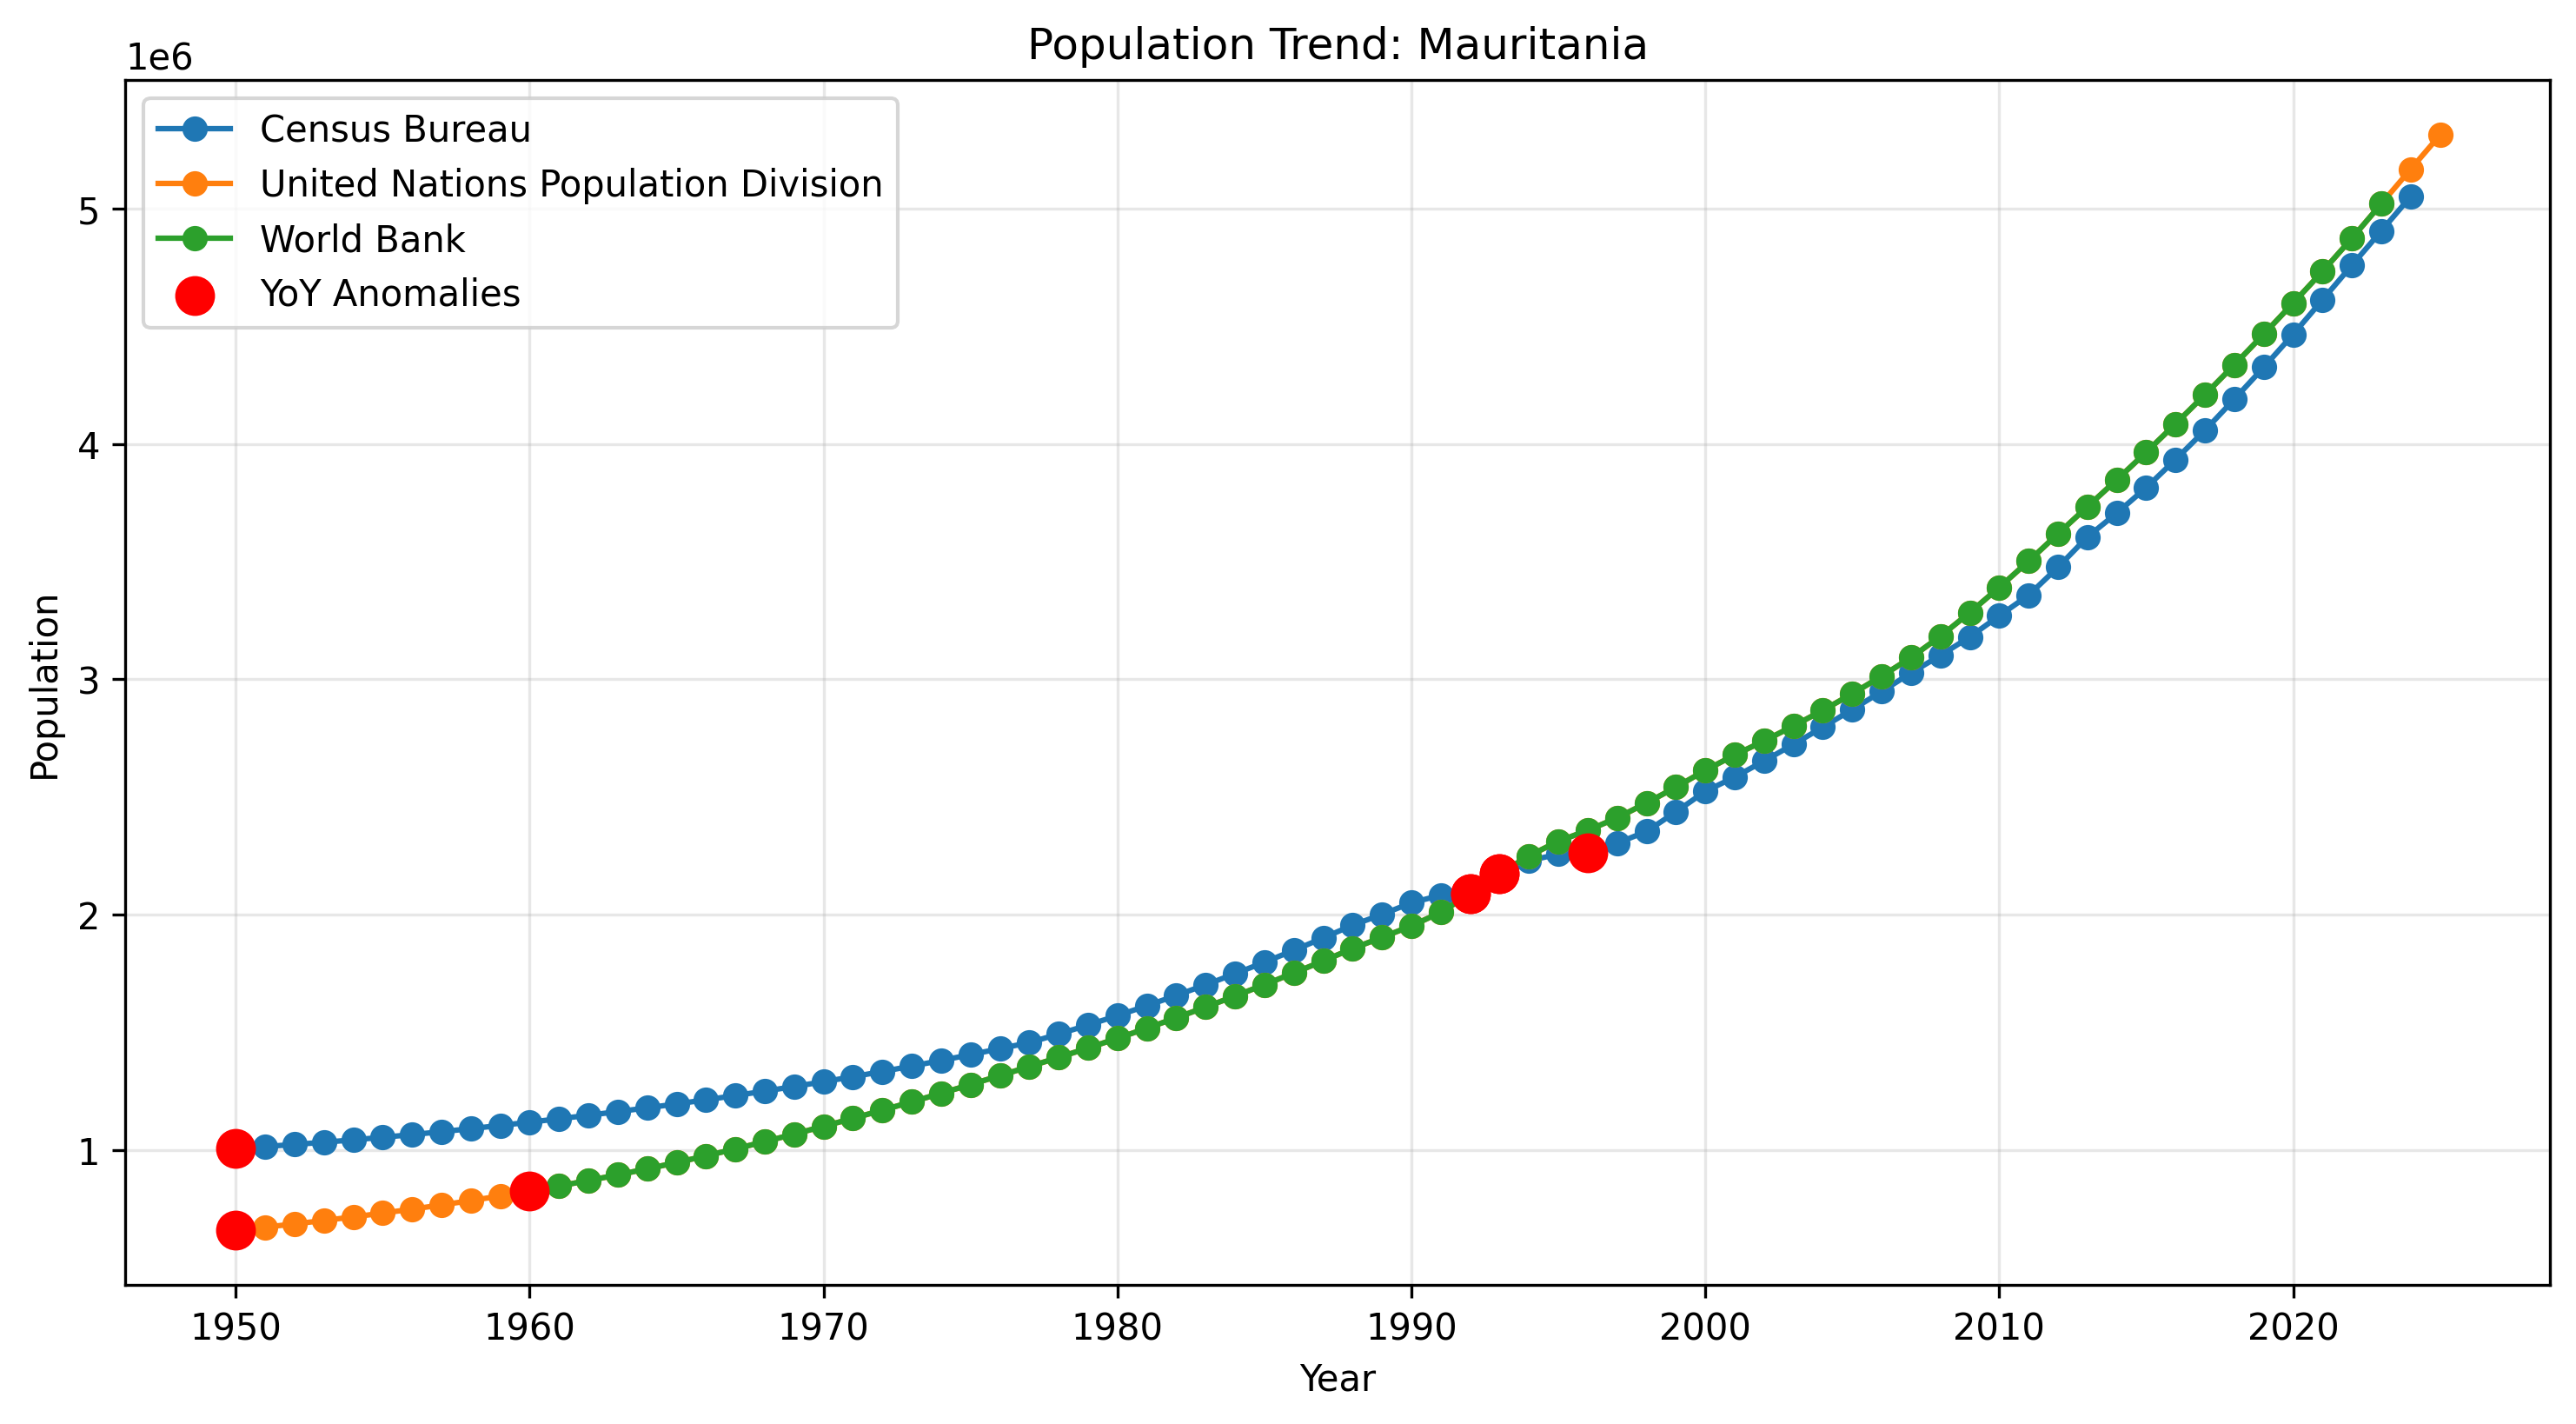 Population Trend: Mauritania
1e6
Census Bureau
United Nations Population Division
World Bank
YoY Anomalies
5
4
3
2
1
Population
1950 1960 1970 1980 1990 2000 2010 2020
Year